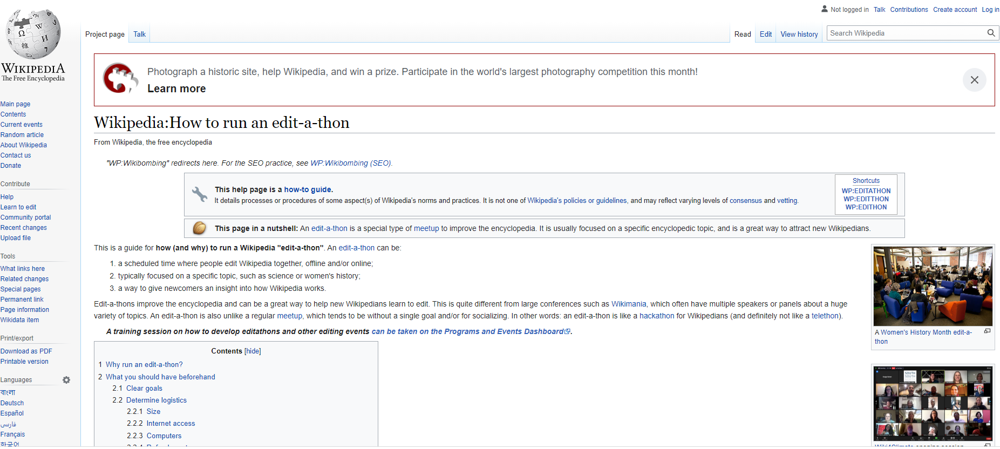 Not logged in Talk Contributions Create account Log in
Project page Talk Read Edit View history Search Wikipedia
WIKIPEDIA
The Free Encyclopedia
Main page
Contents
Current events
Random article
About Wikipedia
Contact us
Donate
Contribute
Help
Learn to edit
Community portal
Recent changes
Upload file
Tools
What links here
Related changes
Special pages
Permanent link
Page information
Wikidata item
Print/export
Download as PDF
Printable version
Languages
বাংলা
Deutsch
Español
فارسی
Français
한국어
Photograph a historic site, help Wikipedia, and win a prize. Participate in the world's largest photography competition this month!
Learn more
Wikipedia:How to run an edit-a-thon
From Wikipedia, the free encyclopedia
"WP:Wikibombing" redirects here. For the SEO practice, see WP:Wikibombing (SEO).
This help page is a how-to guide.
It details processes or procedures of some aspect(s) of Wikipedia's norms and practices. It is not one of Wikipedia's policies or guidelines, and may reflect varying levels of consensus and vetting.
Shortcuts
WP:EDITATHON
WP:EDITTHON
WP:EDITHON
This page in a nutshell: An edit-a-thon is a special type of meetup to improve the encyclopedia. It is usually focused on a specific encyclopedic topic, and is a great way to attract new Wikipedians.
This is a guide for how (and why) to run a Wikipedia "edit-a-thon". An edit-a-thon can be:
1. a scheduled time where people edit Wikipedia together, offline and/or online;
2. typically focused on a specific topic, such as science or women's history;
3. a way to give newcomers an insight into how Wikipedia works.
Edit-a-thons improve the encyclopedia and can be a great way to help new Wikipedians learn to edit. This is quite different from large conferences such as Wikimania, which often have multiple speakers or panels about a huge
variety of topics. An edit-a-thon is also unlike a regular meetup, which tends to be without a single goal and/or for socializing. In other words: an edit-a-thon is like a hackathon for Wikipedians (and definitely not like a telethon).
A training session on how to develop editathons and other editing events can be taken on the Programs and Events Dashboard.
Contents [hide]
1 Why run an edit-a-thon?
2 What you should have beforehand
2.1 Clear goals
2.2 Determine logistics
2.2.1 Size
2.2.2 Internet access
2.2.3 Computers
A Women's History Month edit-a-
thon
SOUTH
SOUTH
Wiki4Climate opening session